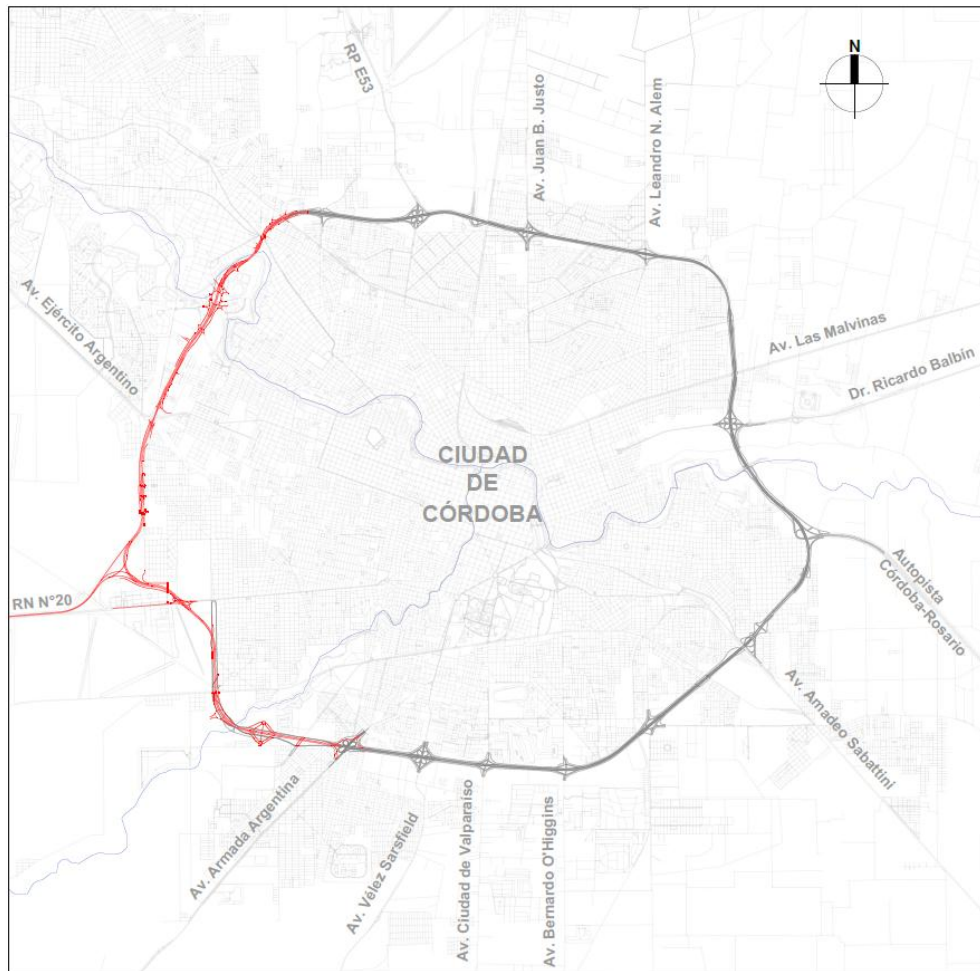 N
RP E53
Av. Juan B. Justo
Av. Leandro N. Alem
Av. Ejército Argentino
Av. Las Malvinas
Dr. Ricardo Balbín
CIUDAD
DE
CÓRDOBA
RN N°20
Autopista
Córdoba-Rosario
Av. Amadeo Sabattini
Av. Armada Argentina
Av. Vélez Sarsfield
Av. Ciudad de Valparaíso
Av. Bernardo O'Higgins